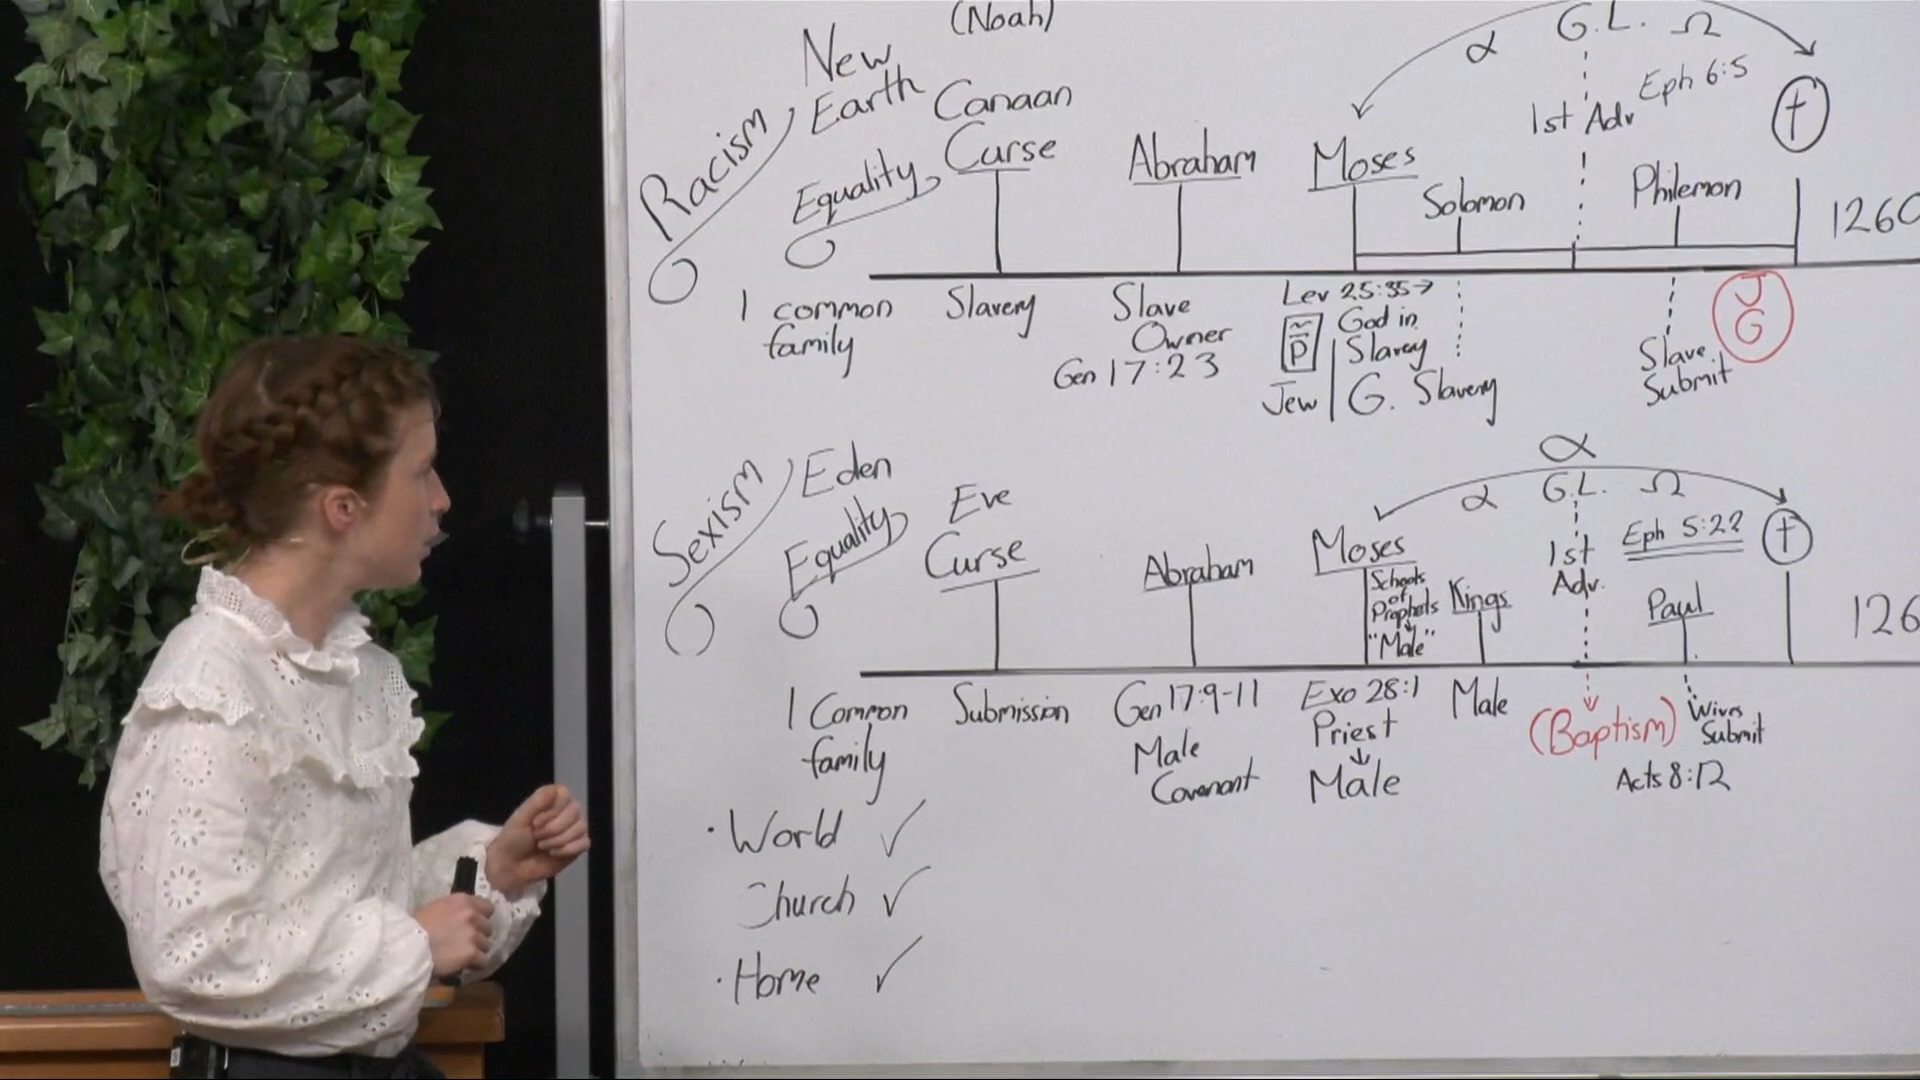 (Noah)
New
Earth
Racism
Equality
Canaan
Curse
Abraham
Moses
Solomon
α G.L. Ω
1st Adv
Eph 6:5
Philemon
1260
1 common
family
Slavery
Slave
Owner
Gen 17:23
Lev 25:35→
God in
Slavery
P
Jew | G. Slavery
Slave
Submit
J
G
Sexism
Eden
Equality
Eve
Curse
Abraham
Moses
Schools
of
Prophets
"Male"
Kings
α
α G.L. Ω
1st
Adv.
Eph 5:22
Paul
126
1 Common
family
Submission
Gen 17:9-11
Male
Covenant
Exo 28:1
Priest
↓
Male
Male
(Baptism)
Wives
Submit
Acts 8:12
· World ✓
Church ✓
· Home ✓